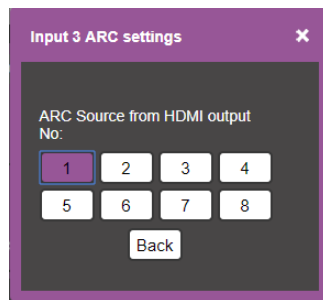 Input 3 ARC settings ×
ARC Source from HDMI output
No:
1 2 3 4
5 6 7 8
Back